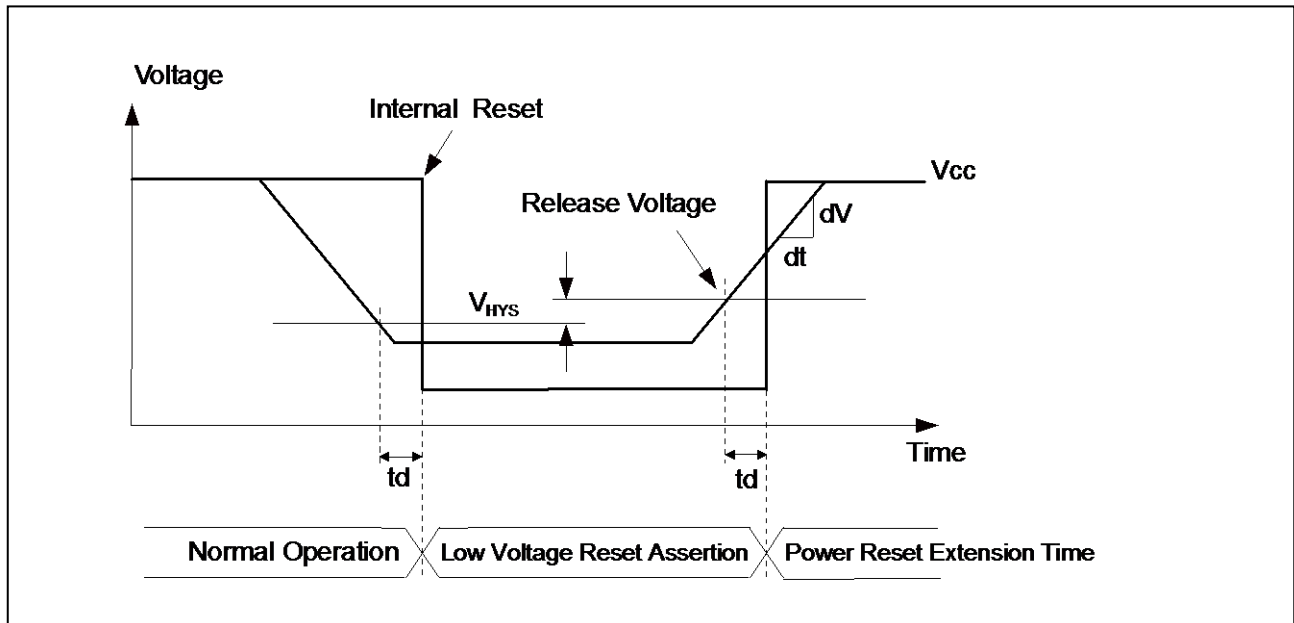 Voltage
Internal Reset
Vcc
Release Voltage
dV
dt
VHYS
Time
td
td
Normal Operation
Low Voltage Reset Assertion
Power Reset Extension Time